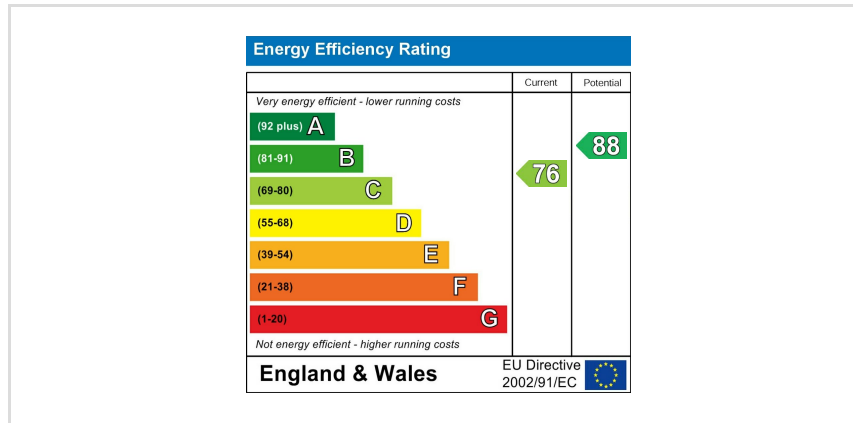 Energy Efficiency Rating
Current Potential
Very energy efficient - lower running costs
(92 plus) A
(81-91) B
(69-80) C
(55-68) D
(39-54) E
(21-38) F
(1-20) G
76
88
Not energy efficient - higher running costs
England & Wales
EU Directive
2002/91/EC